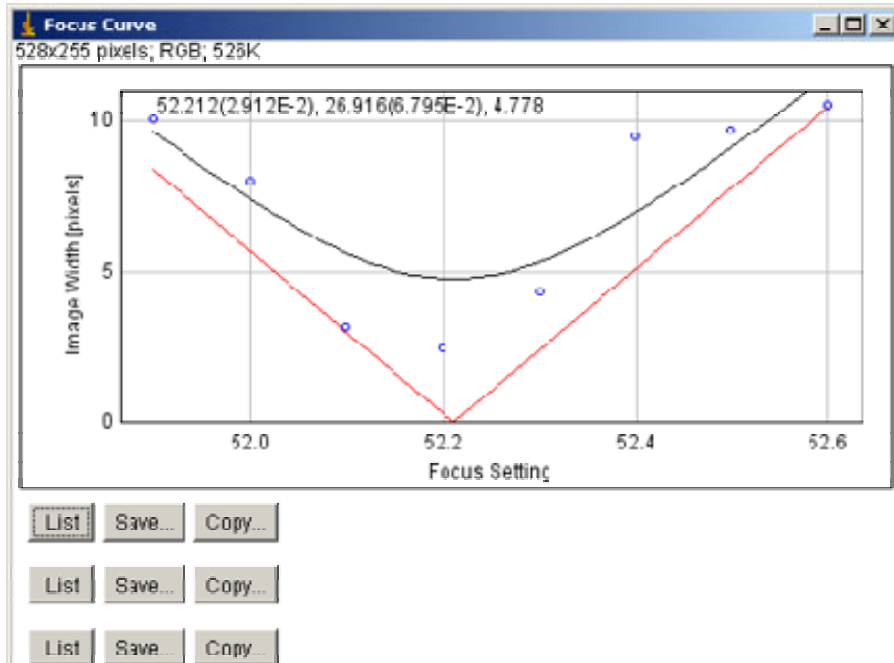 Focus Curve
528x255 pixels; RGB; 526K
52.212(2.912E-2), 26.916(6.795E-2), 4.778
10
5
0
Image Width [pixels]
52.0 52.2 52.4 52.6
Focus Setting
List Save... Copy...
List Save... Copy...
List Save... Copy...